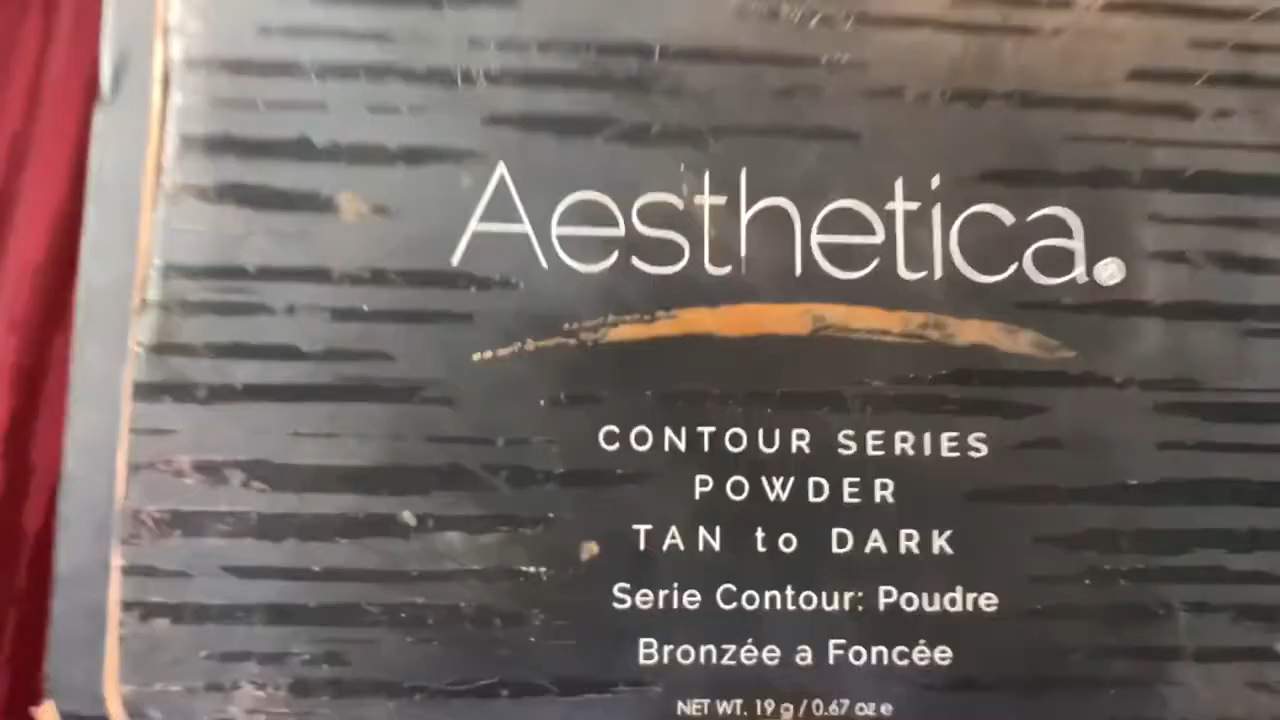 Aesthetica.
CONTOUR SERIES
POWDER
TAN to DARK
Serie Contour: Poudre
Bronzée a Foncée
NET WT. 19 g / 0.67 oz e